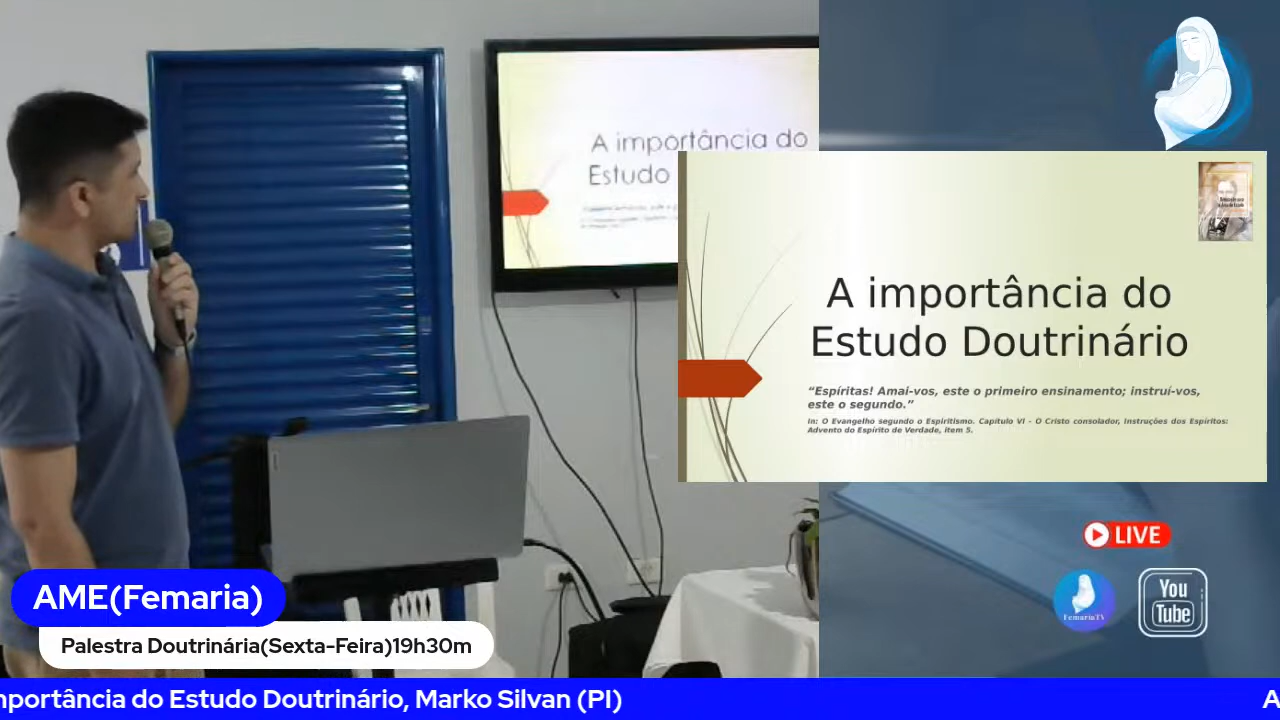 A importância do
Estudo
A importância do
Estudo Doutrinário
“Espíritas! Amai-vos, este o primeiro ensinamento; instruí-vos,
este o segundo.”
In: O Evangelho segundo o Espiritismo. Capítulo VI - O Cristo consolador, Instruções dos Espíritos:
Advento do Espírito de Verdade, item 5.
LIVE
FemariaTV
You
Tube
AME(Femaria)
Palestra Doutrinária(Sexta-Feira)19h30m
mportância do Estudo Doutrinário, Marko Silvan (PI)
A